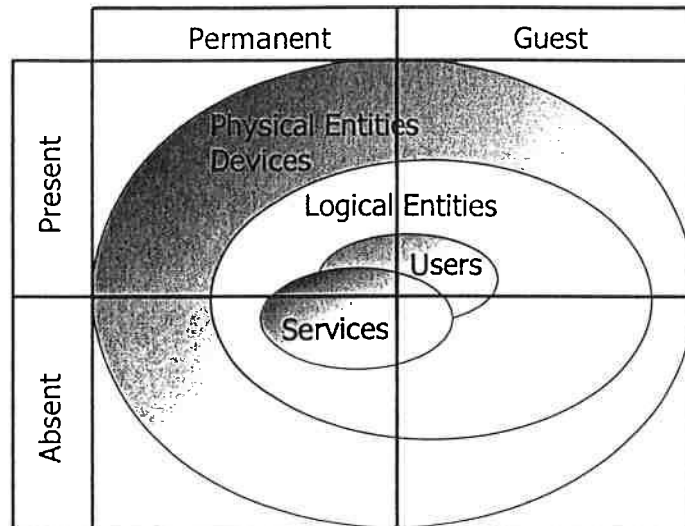 Permanent
Guest
Present
Physical Entities
Devices
Logical Entities
Users
Services
Absent